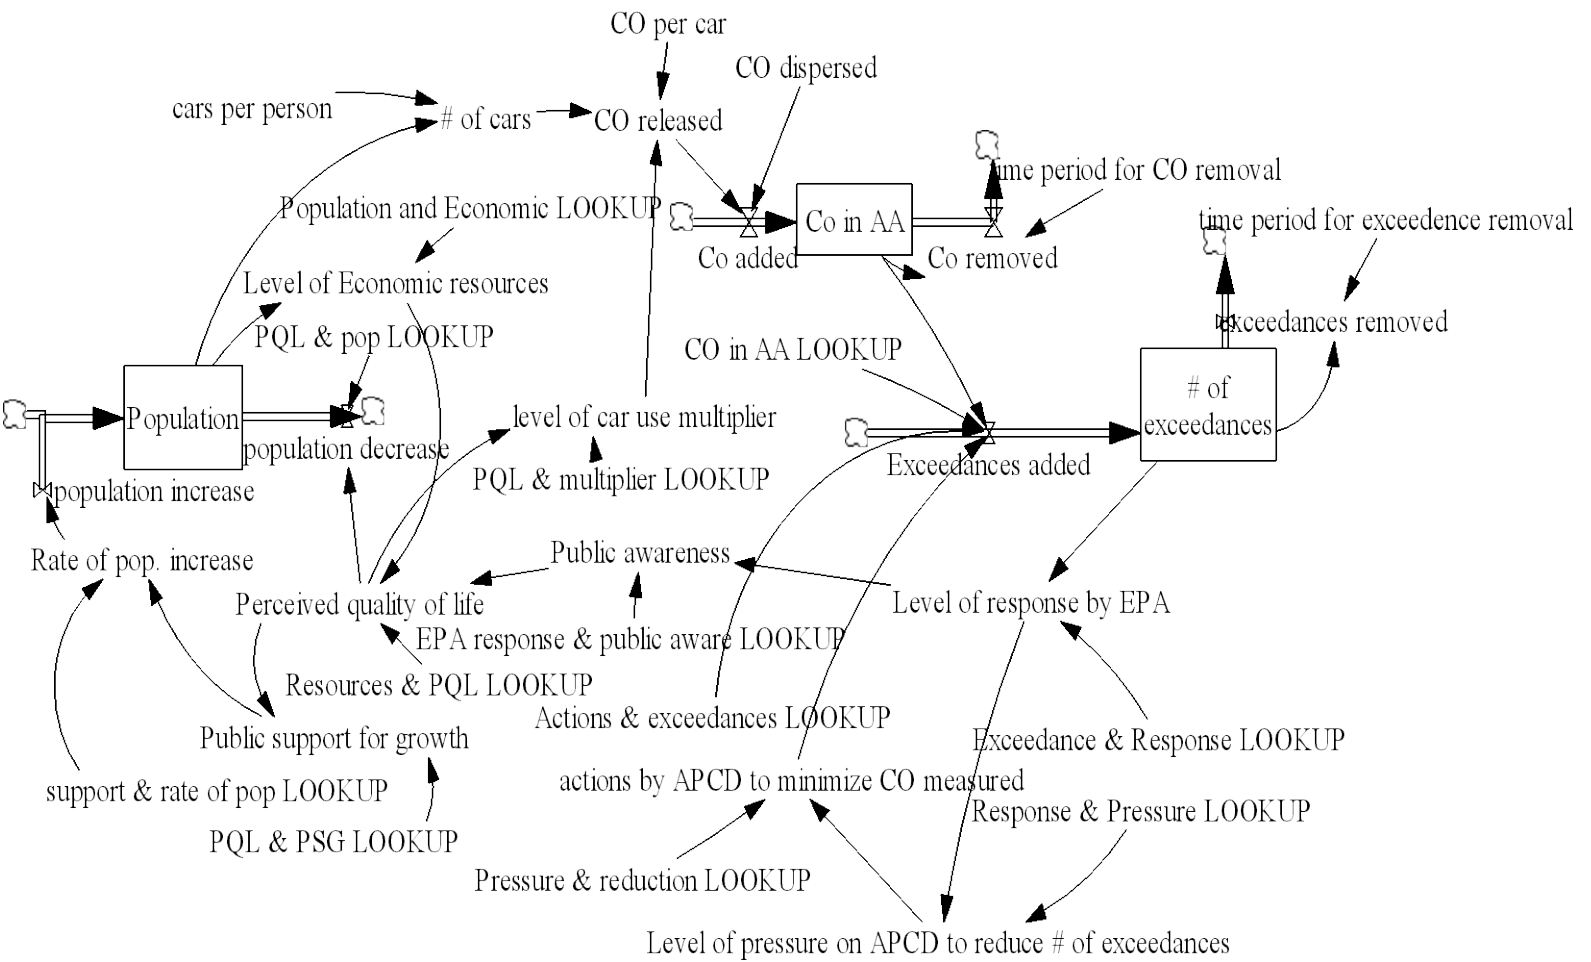 CO per car
CO dispersed
cars per person
# of cars
CO released
time period for CO removal
Population and Economic LOOKUP
Co in AA
time period for exceedence removal
Co added
Co removed
Level of Economic resources
PQL & pop LOOKUP
exceedances removed
CO in AA LOOKUP
# of
exceedances
Population
level of car use multiplier
population decrease
Exceedances added
PQL & multiplier LOOKUP
population increase
Public awareness
Rate of pop. increase
Perceived quality of life
Level of response by EPA
EPA response & public aware LOOKUP
Resources & PQL LOOKUP
Actions & exceedances LOOKUP
Public support for growth
Exceedance & Response LOOKUP
actions by APCD to minimize CO measured
support & rate of pop LOOKUP
Response & Pressure LOOKUP
PQL & PSG LOOKUP
Pressure & reduction LOOKUP
Level of pressure on APCD to reduce # of exceedances